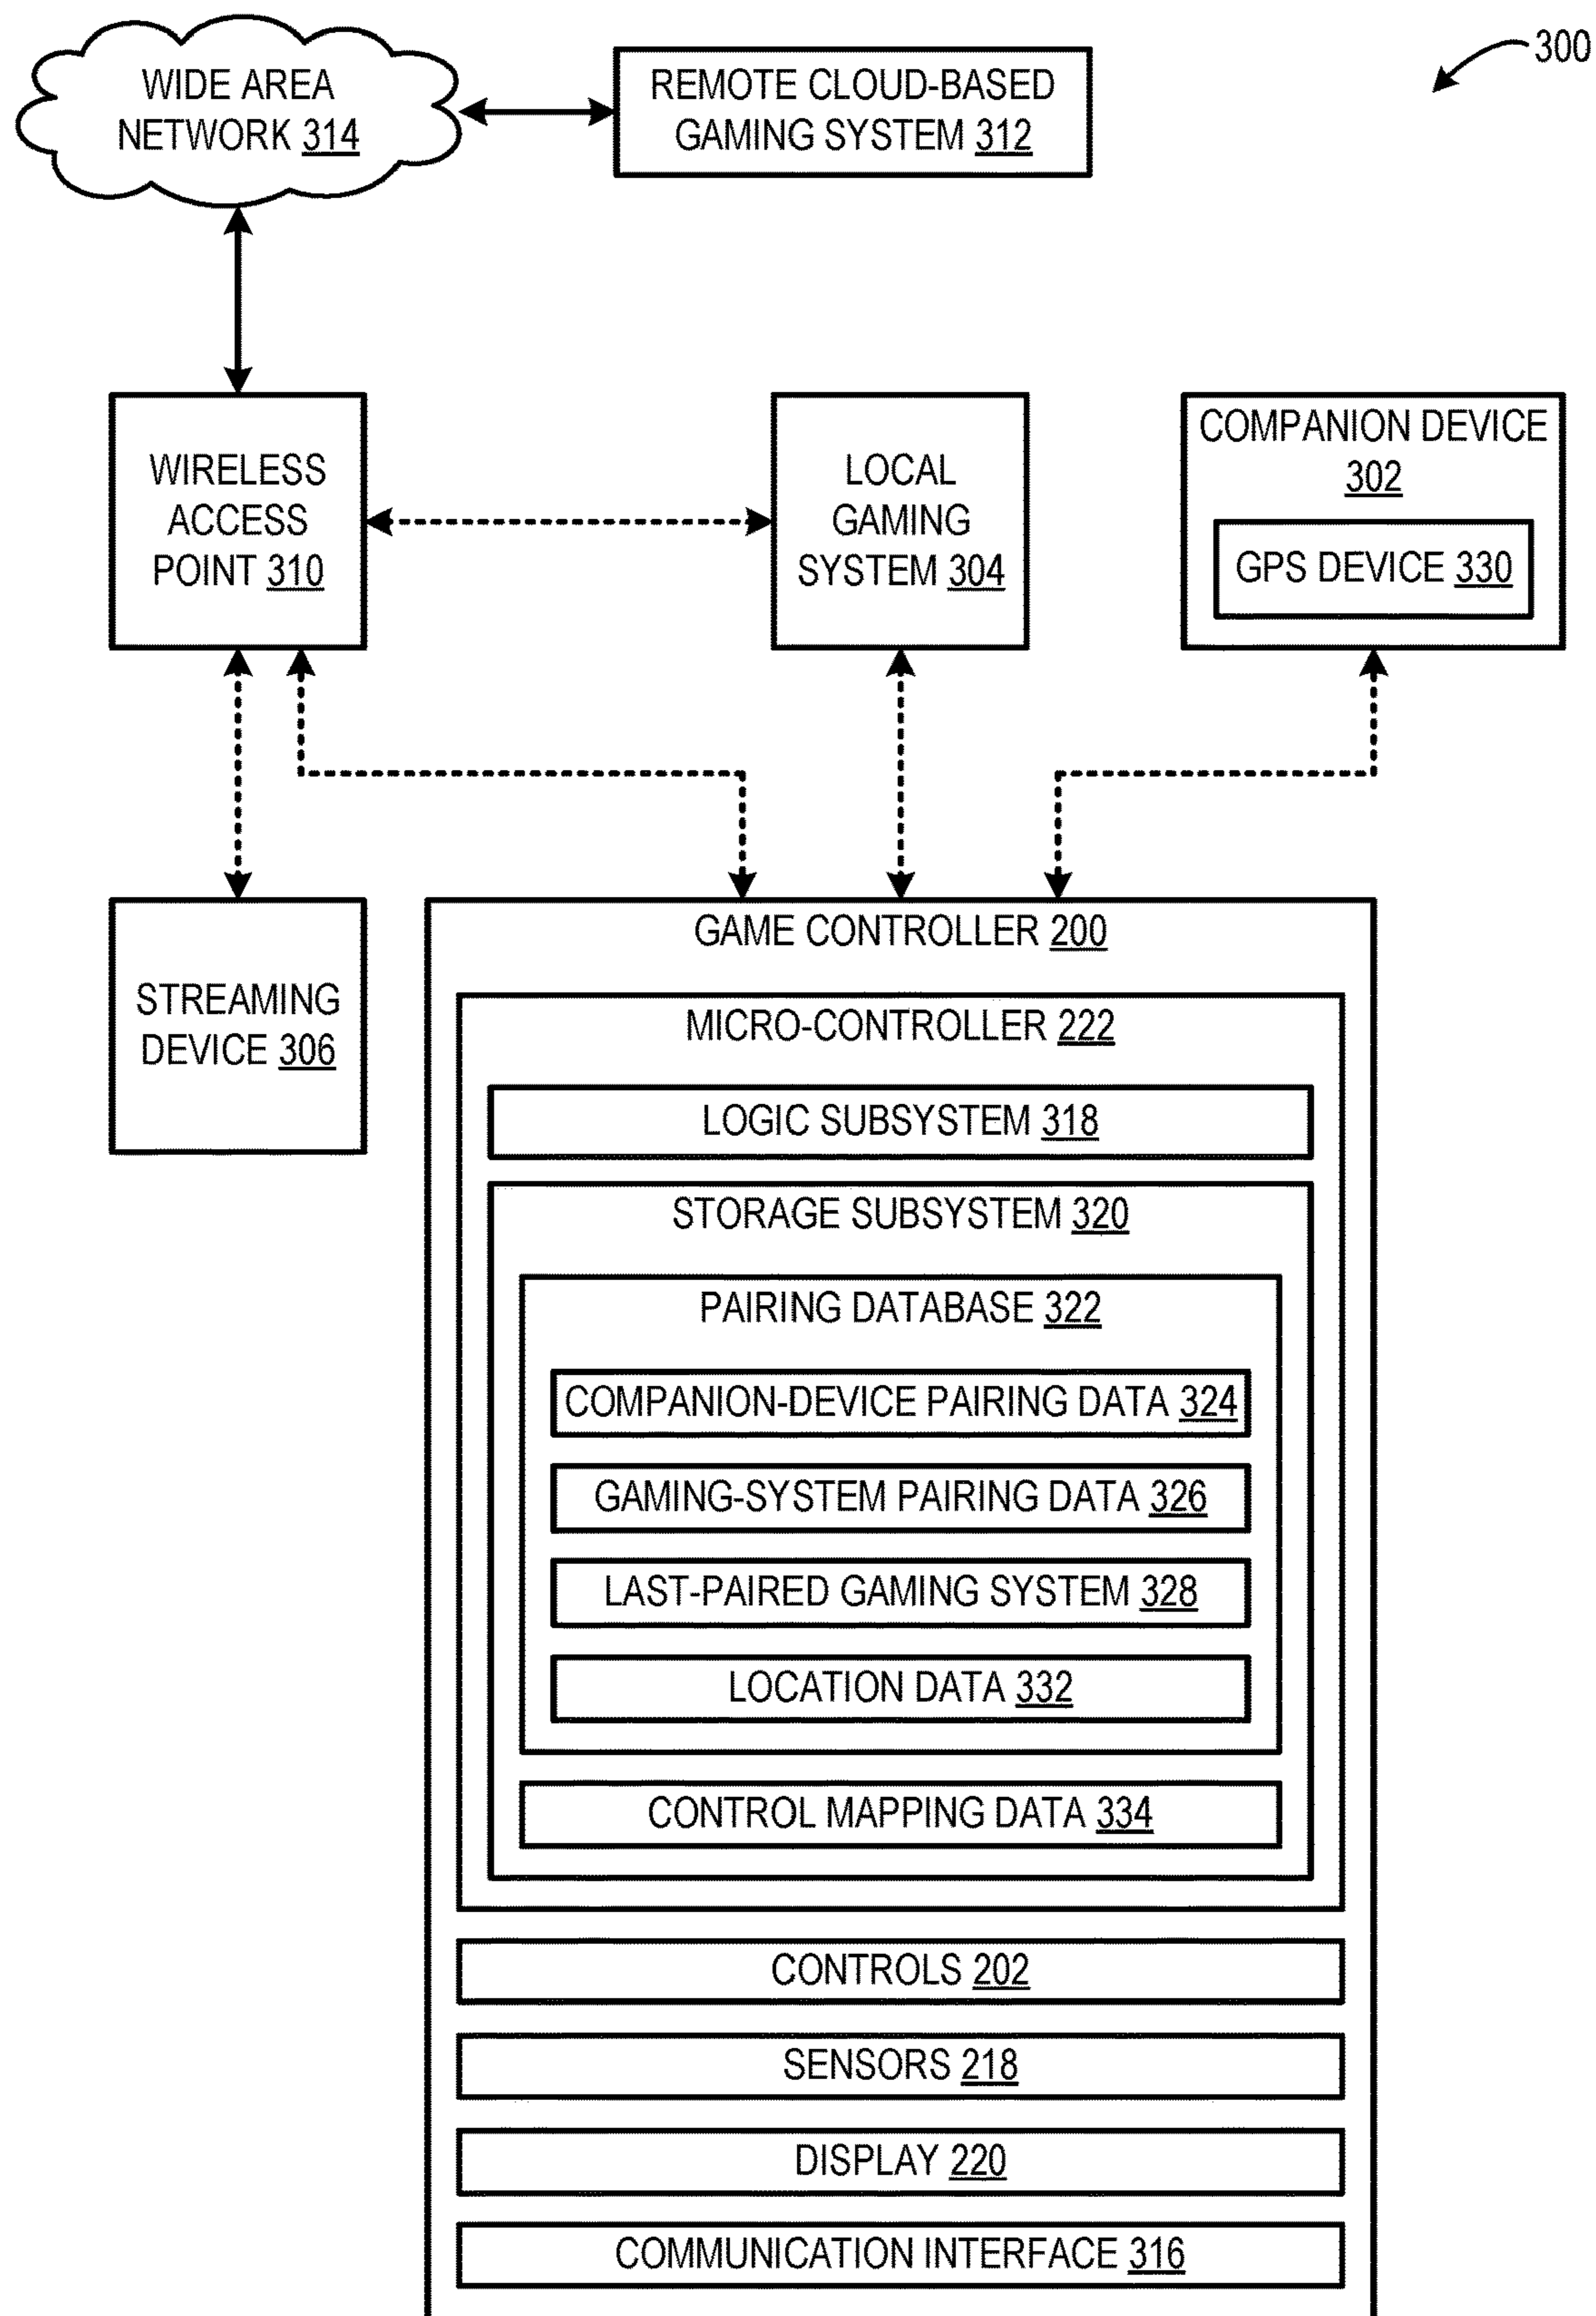 300
WIDE AREA
NETWORK 314
REMOTE CLOUD-BASED
GAMING SYSTEM 312
WIRELESS
ACCESS
POINT 310
LOCAL
GAMING
SYSTEM 304
COMPANION DEVICE
302
GPS DEVICE 330
STREAMING
DEVICE 306
GAME CONTROLLER 200
MICRO-CONTROLLER 222
LOGIC SUBSYSTEM 318
STORAGE SUBSYSTEM 320
PAIRING DATABASE 322
COMPANION-DEVICE PAIRING DATA 324
GAMING-SYSTEM PAIRING DATA 326
LAST-PAIRED GAMING SYSTEM 328
LOCATION DATA 332
CONTROL MAPPING DATA 334
CONTROLS 202
SENSORS 218
DISPLAY 220
COMMUNICATION INTERFACE 316